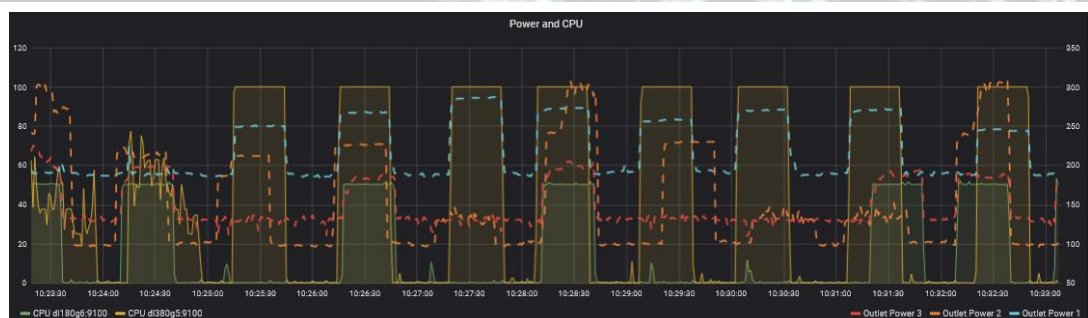 Power and CPU
120 350
100 300
80 250
60 200
40 150
20 100
0 50
10:23:30 10:24:00 10:24:30 10:25:00 10:25:30 10:26:00 10:26:30 10:27:00 10:27:30 10:28:00 10:28:30 10:29:00 10:29:30 10:30:00 10:30:30 10:31:00 10:31:30 10:32:00 10:32:30 10:33:00
CPU dl180g6:9100 CPU dl380g5:9100 Outlet Power 3 Outlet Power 2 Outlet Power 1